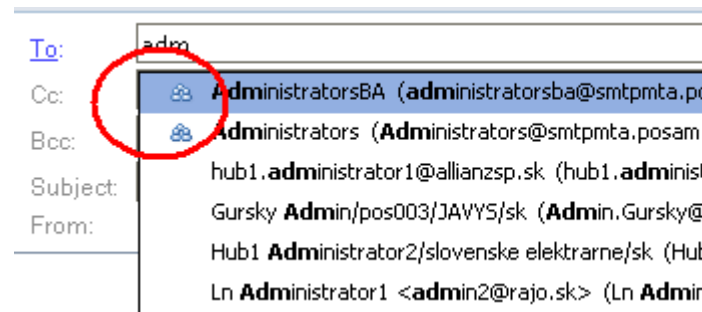 To: adm
Cc: AdministratorsBA (administratorsba@smtpmta.po
Bcc: Administrators (Administrators@smtpmta.posam
hub1.administrator1@allianzsp.sk (hub1.adminis
Subject:
Gursky Admin/pos003/JAVYS/sk (Admin.Gursky@
From:
Hub1 Administrator2/slovenske elektrarne/sk (Hub
Ln Administrator1 <admin2@rajo.sk> (Ln Admin